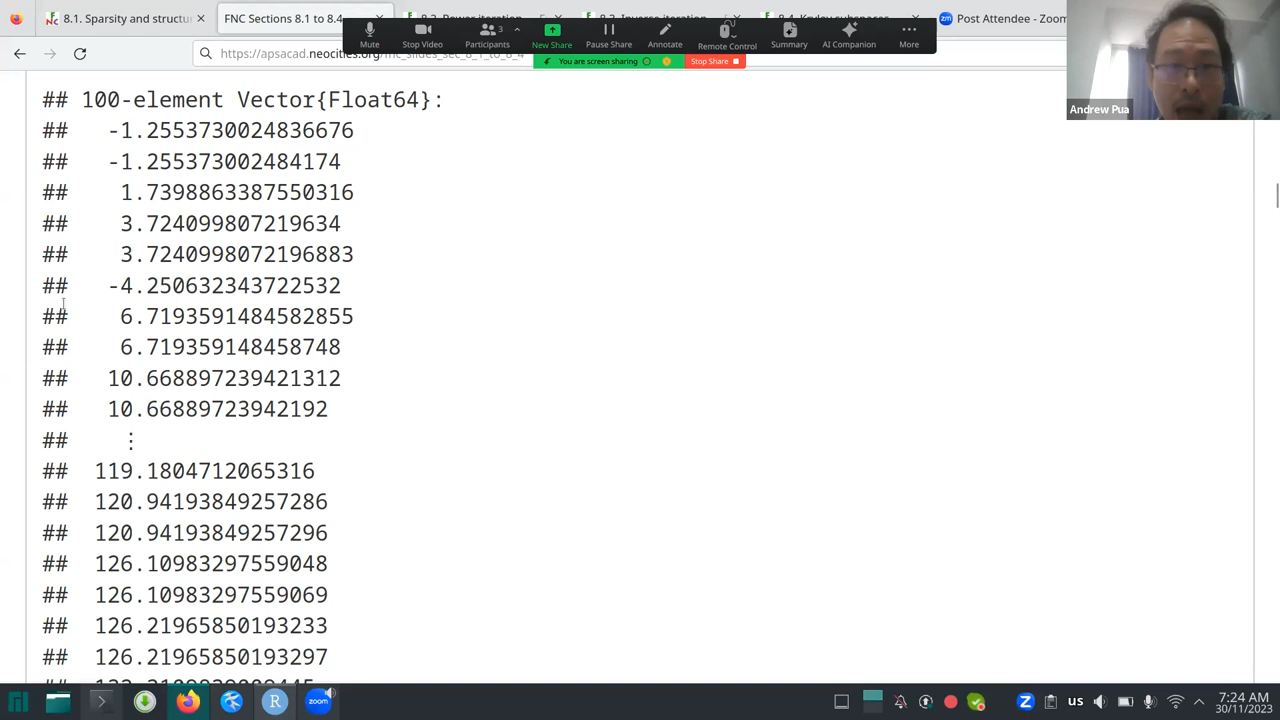 8.1. Sparsity and structu
FNC Sections 8.1 to 8.4
Post Attendee - Zoom
Mute
Stop Video
Participants
3
New Share
Pause Share
Annotate
Remote Control
Summary
AI Companion
More
You are screen sharing
Stop Share
Andrew Pua
## 100-element Vector{Float64}:
## -1.2553730024836676
## -1.255373002484174
## 1.7398863387550316
## 3.724099807219634
## 3.7240998072196883
## -4.250632343722532
## 6.7193591484582855
## 6.719359148458748
## 10.668897239421312
## 10.66889723942192
## ⋮
## 119.1804712065316
## 120.94193849257286
## 120.94193849257296
## 126.10983297559048
## 126.10983297559069
## 126.21965850193233
## 126.21965850193297
us
7:24 AM
30/11/2023